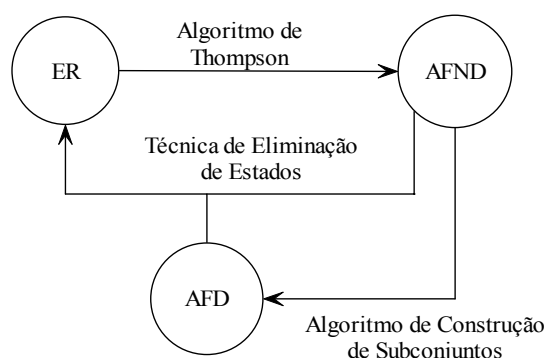 Algoritmo de
Thompson
ER
AFND
Técnica de Eliminação
de Estados
AFD
Algoritmo de Construção
de Subconjuntos